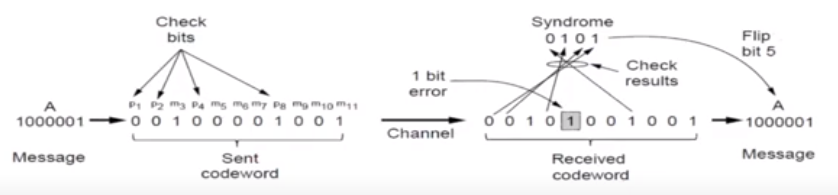 Check
bits
A
1000001
Message
p1 p2 m3 p4 m5 m6 m7 p8 m9 m10 m11
0 0 1 0 0 0 0 1 0 0 1
Sent
codeword
Channel
1 bit
error
Syndrome
0 1 0 1
Check
results
0 0 1 0 1 0 0 1 0 0 1
Received
codeword
Flip
bit 5
A
1000001
Message